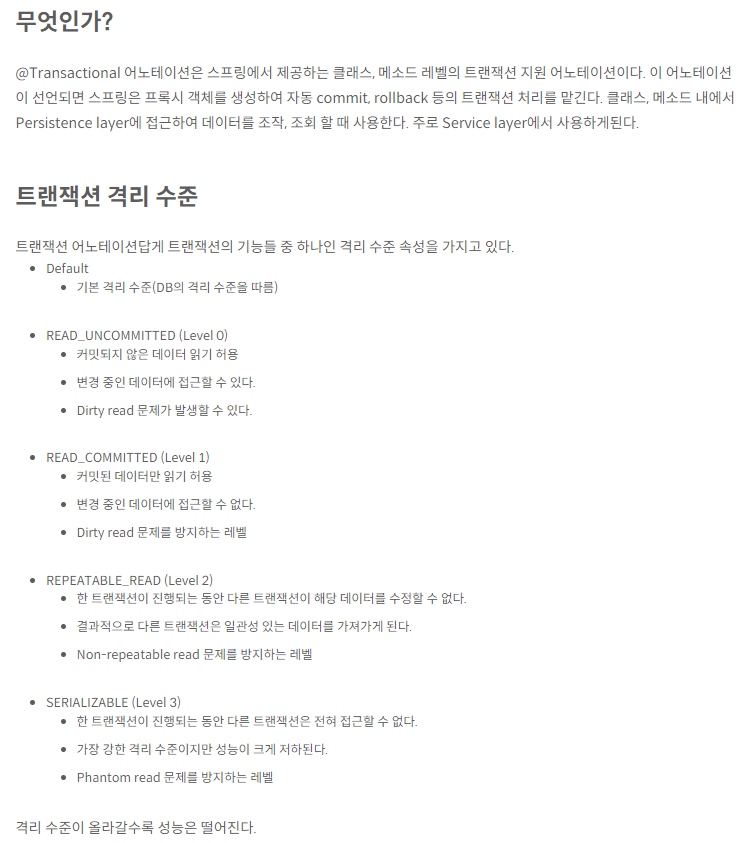 무엇인가?
@Transactional 어노테이션은 스프링에서 제공하는 클래스, 메소드 레벨의 트랜잭션 지원 어노테이션이다. 이 어노테이션
이 선언되면 스프링은 프록시 객체를 생성하여 자동 commit, rollback 등의 트랜잭션 처리를 맡긴다. 클래스, 메소드 내에서
Persistence layer에 접근하여 데이터를 조작, 조회 할 때 사용한다. 주로 Service layer에서 사용하게된다.
트랜잭션 격리 수준
트랜잭션 어노테이션답게 트랜잭션의 기능들 중 하나인 격리 수준 속성을 가지고 있다.
Default
기본 격리 수준(DB의 격리 수준을 따름)
READ_UNCOMMITTED (Level 0)
커밋되지 않은 데이터 읽기 허용
변경 중인 데이터에 접근할 수 있다.
Dirty read 문제가 발생할 수 있다.
READ_COMMITTED (Level 1)
커밋된 데이터만 읽기 허용
변경 중인 데이터에 접근할 수 없다.
Dirty read 문제를 방지하는 레벨
REPEATABLE_READ (Level 2)
한 트랜잭션이 진행되는 동안 다른 트랜잭션이 해당 데이터를 수정할 수 없다.
결과적으로 다른 트랜잭션은 일관성 있는 데이터를 가져가게 된다.
Non-repeatable read 문제를 방지하는 레벨
SERIALIZABLE (Level 3)
한 트랜잭션이 진행되는 동안 다른 트랜잭션은 전혀 접근할 수 없다.
가장 강한 격리 수준이지만 성능이 크게 저하된다.
Phantom read 문제를 방지하는 레벨
격리 수준이 올라갈수록 성능은 떨어진다.